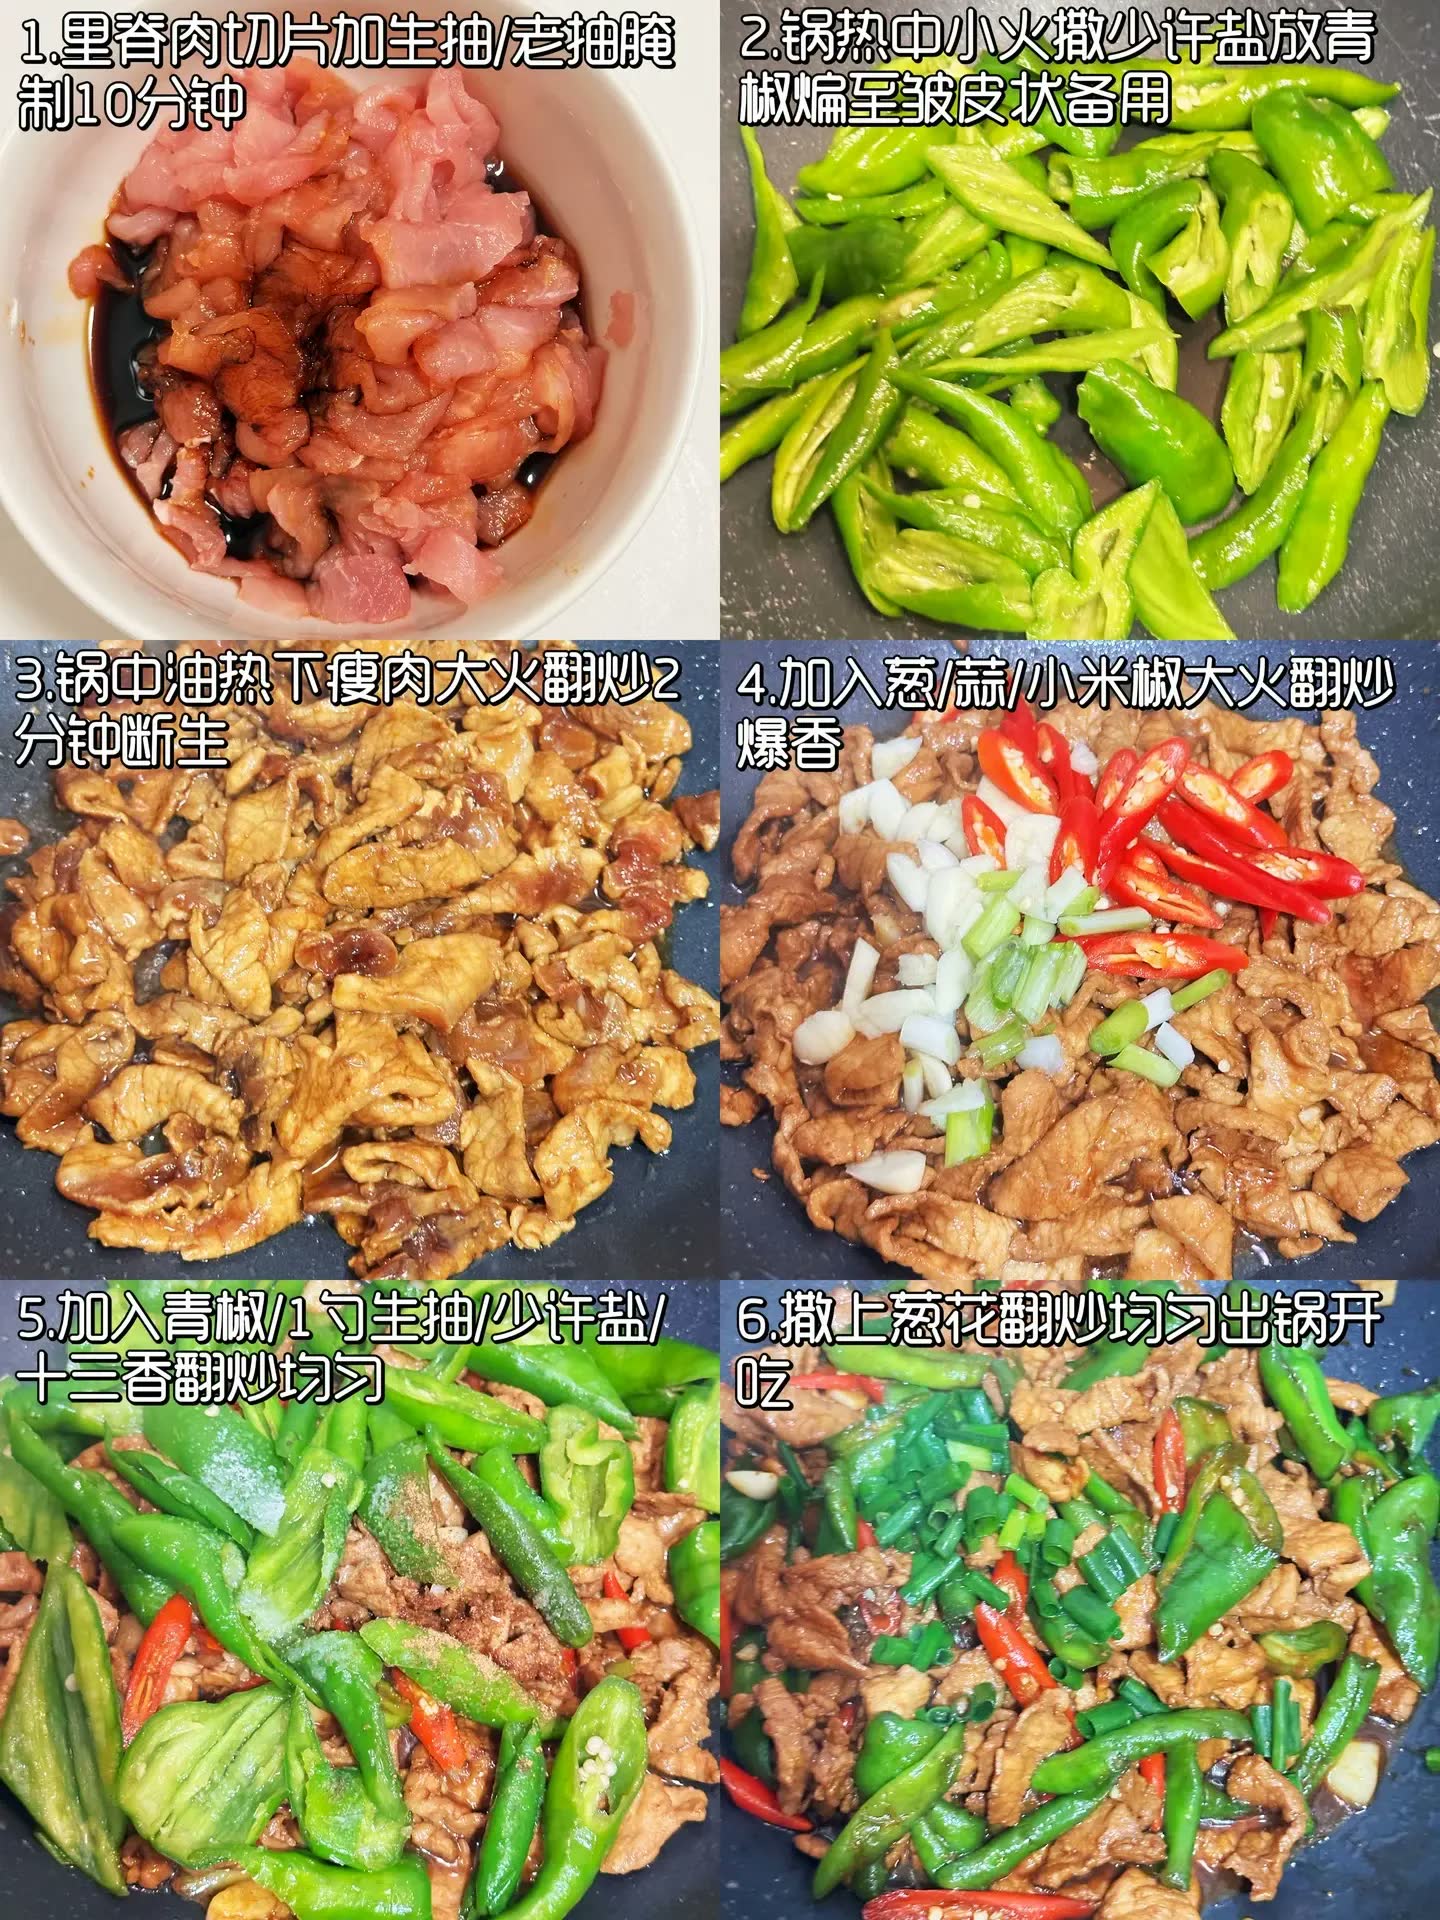 1.里脊肉切片加生抽/老抽腌
制10分钟
2.锅热中小火撒少许盐放青
椒煸至皱皮状备用
3.锅中油热下瘦肉大火翻炒2
分钟断生
4.加入葱/蒜/小米椒大火翻炒
爆香
5.加入青椒/1勺生抽/少许盐/
十三香翻炒均匀
6.撒上葱花翻炒均匀出锅开
吃